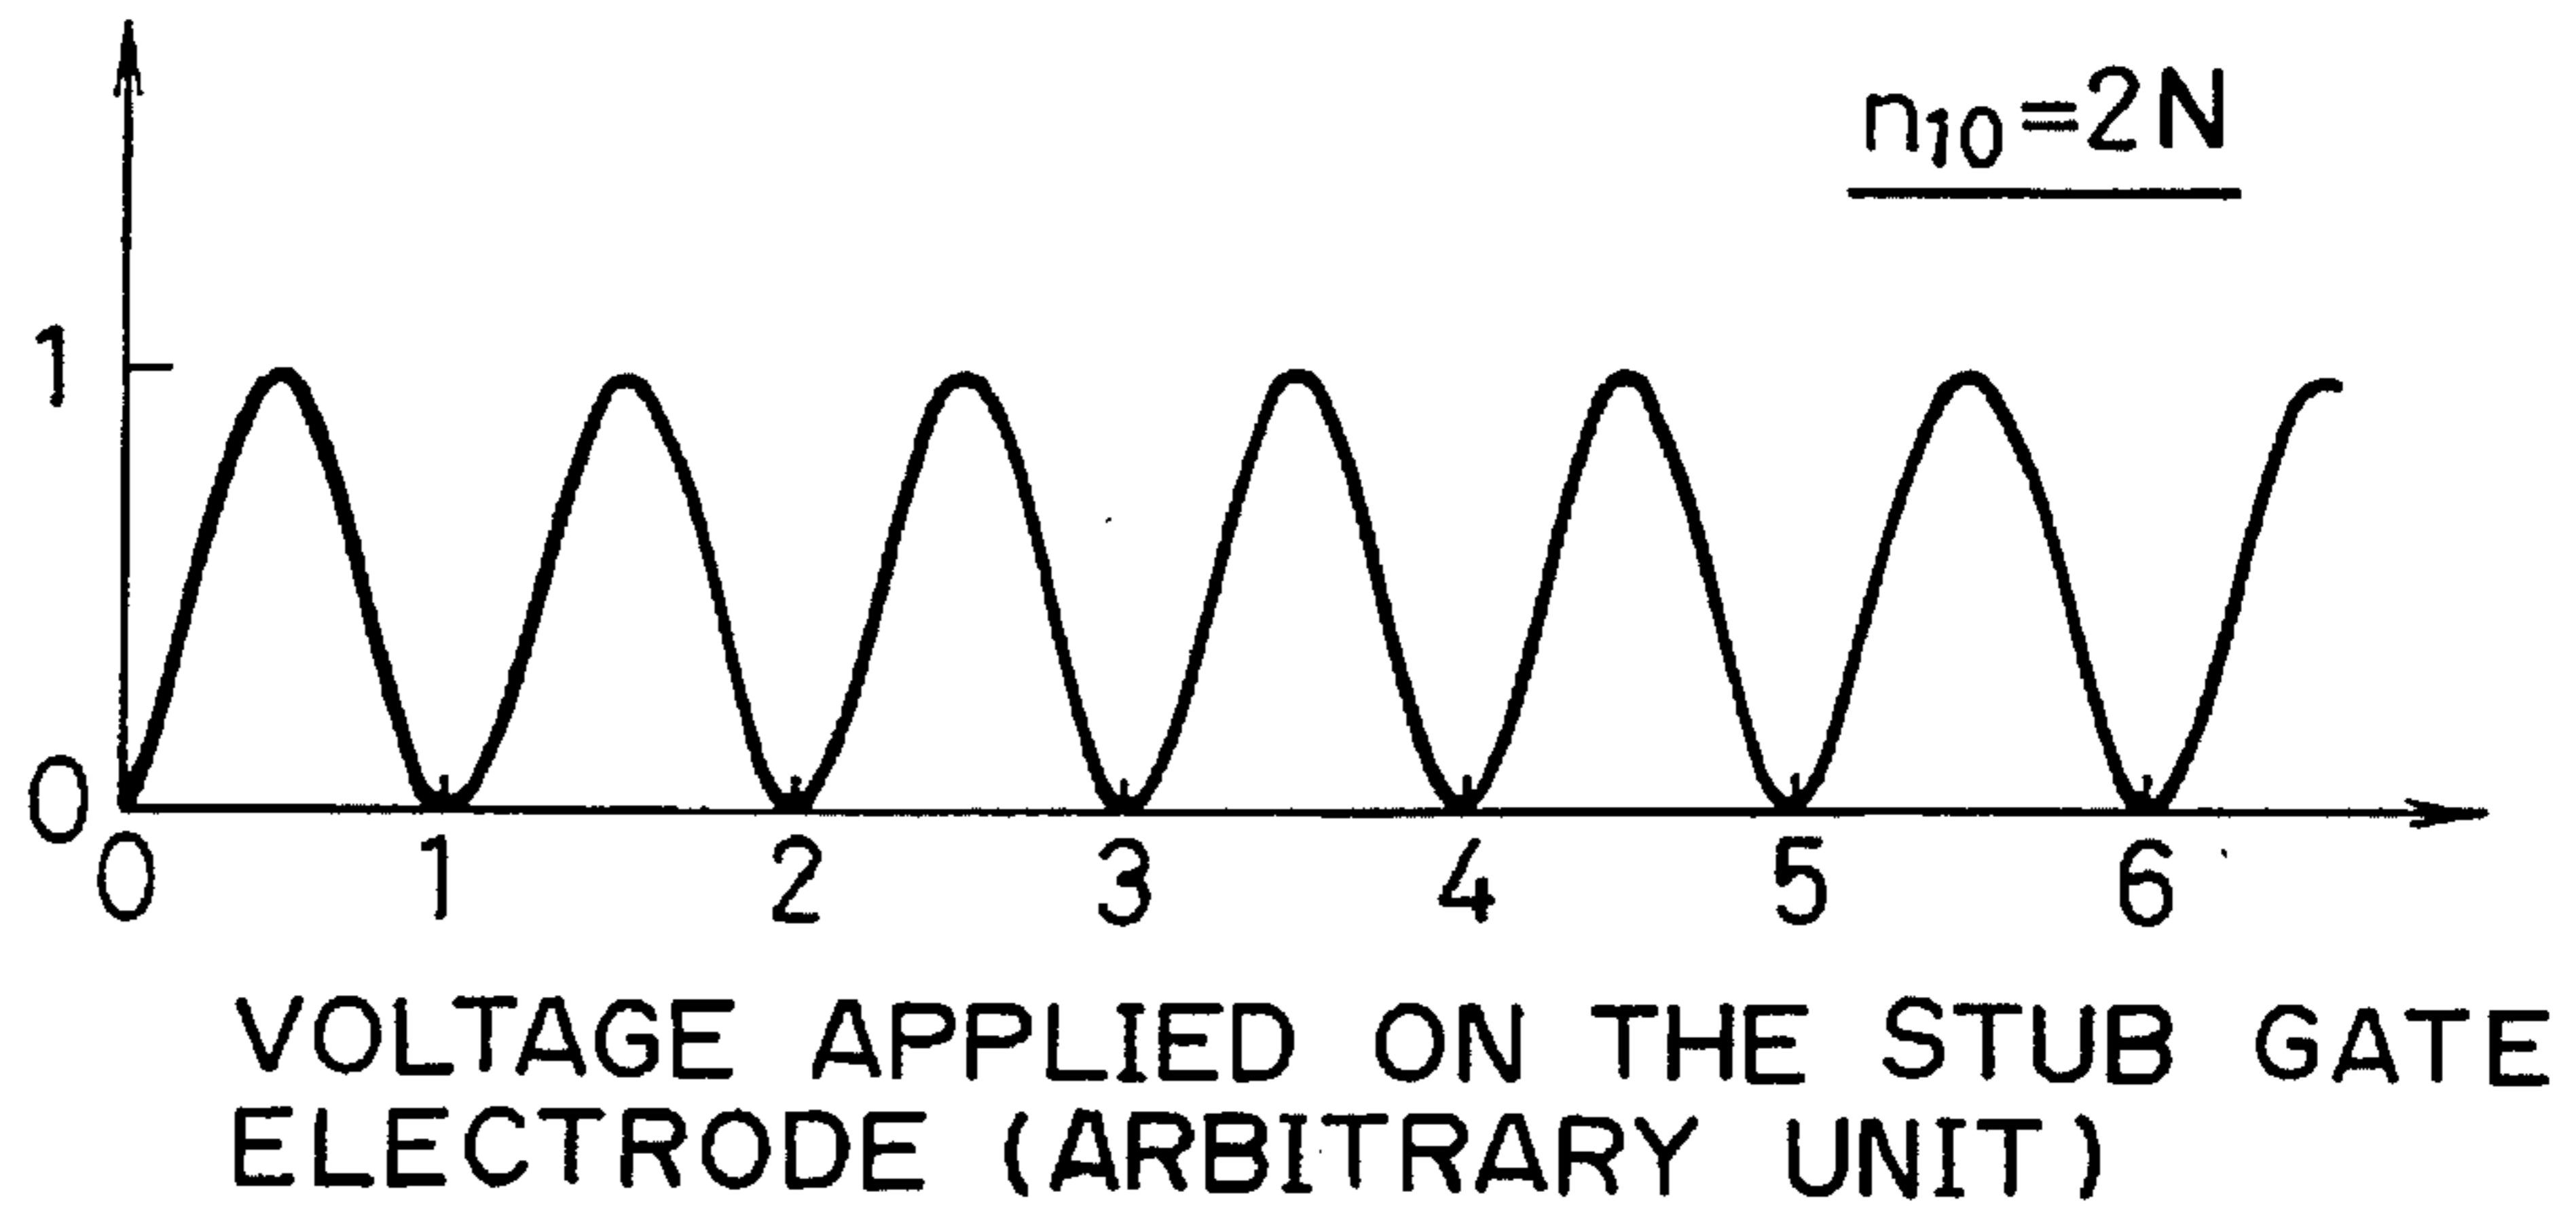 n10=2N
1
0
0 1 2 3 4 5 6
VOLTAGE APPLIED ON THE STUB GATE
ELECTRODE (ARBITRARY UNIT)